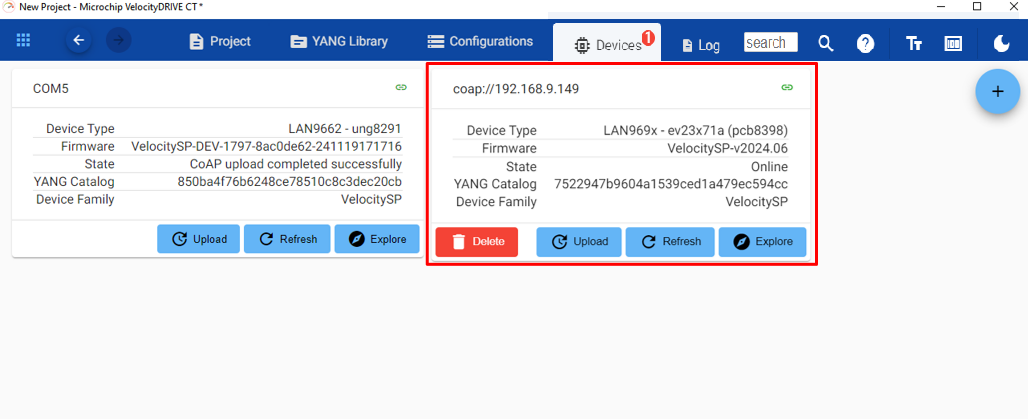 New Project - Microchip VelocityDRIVE CT *
Project
YANG Library
Configurations
Devices 1
Log
search
COM5
Device Type LAN9662 - ung8291
Firmware VelocitySP-DEV-1797-8ac0de62-241119171716
State CoAP upload completed successfully
YANG Catalog 850ba4f76b6248ce78510c8c3dec20cb
Device Family VelocitySP
Upload Refresh Explore
coap://192.168.9.149
Device Type LAN969x - ev23x71a (pcb8398)
Firmware VelocitySP-v2024.06
State Online
YANG Catalog 7522947b9604a1539ced1a479ec594cc
Device Family VelocitySP
Delete Upload Refresh Explore